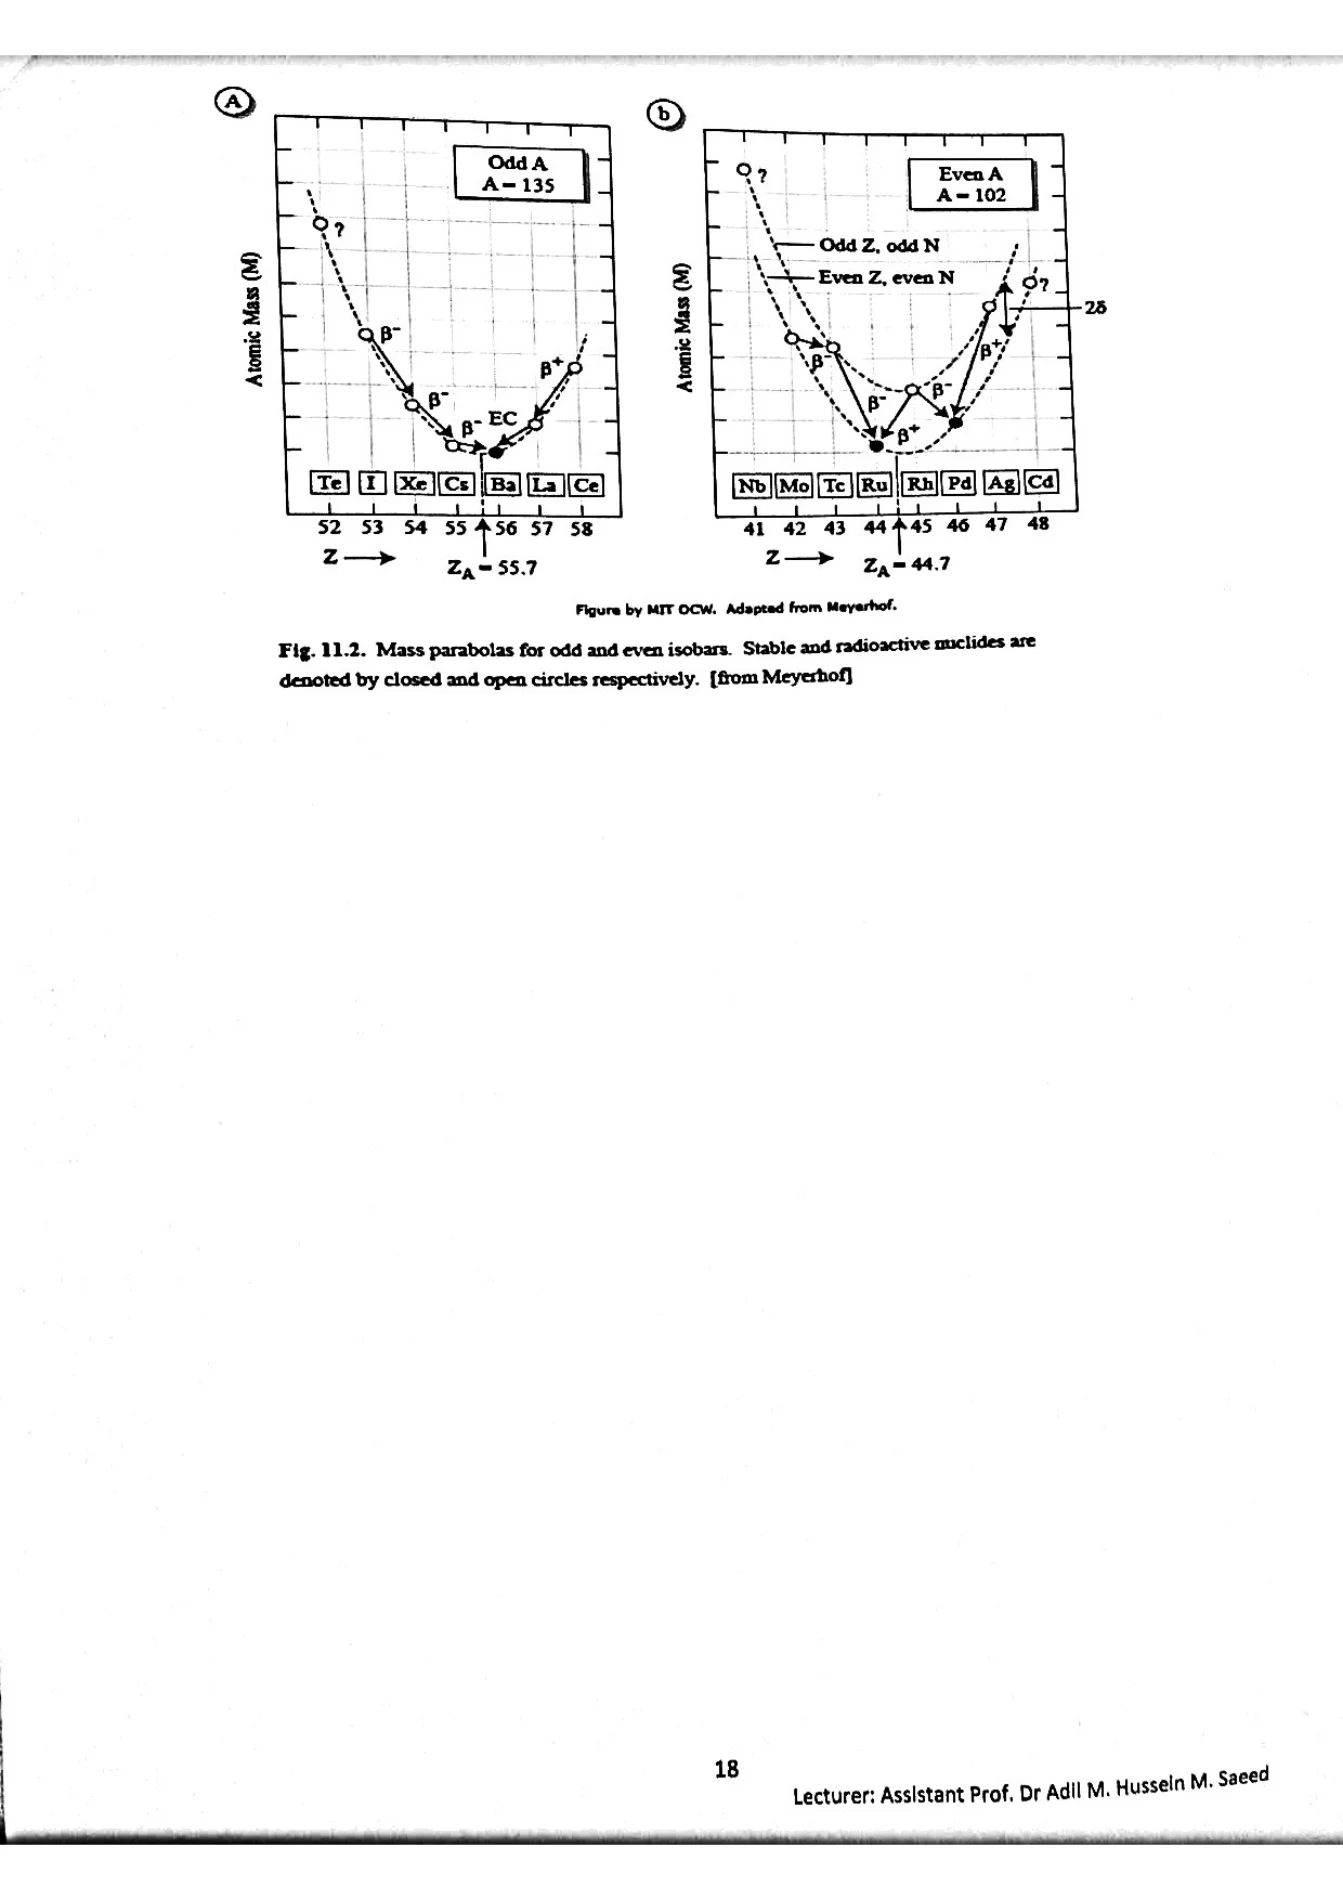 A
b
Odd A
A = 135
Even A
A = 102
Odd Z, odd N
Even Z, even N
2δ
?
?
?
β⁻
β⁻
β⁻
EC
β⁺
β⁻
β⁻
β⁺
β⁻
β⁺
Atomic Mass (M)
Atomic Mass (M)
Te I Xe Cs Ba La Ce
Nb Mo Tc Ru Rh Pd Ag Cd
52 53 54 55 56 57 58
41 42 43 44 45 46 47 48
Z
Z_A = 55.7
Z
Z_A = 44.7
Figure by MIT OCW. Adapted from Meyerhof.
Fig. 11.2. Mass parabolas for odd and even isobars. Stable and radioactive nuclides are
denoted by closed and open circles respectively. [from Meyerhof]
18
Lecturer: Assistant Prof. Dr Adil M. Hussein M. Saeed